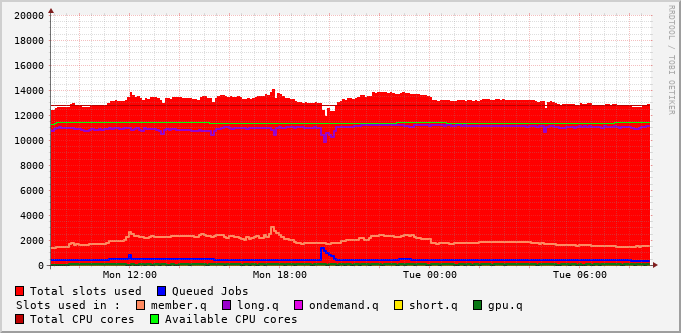 20000
18000
16000
14000
12000
10000
8000
6000
4000
2000
0
Mon 12:00 Mon 18:00 Tue 00:00 Tue 06:00
Total slots used Queued Jobs
Slots used in : member.q long.q ondemand.q short.q gpu.q
Total CPU cores Available CPU cores
RRDTOOL / TOBI OETIKER